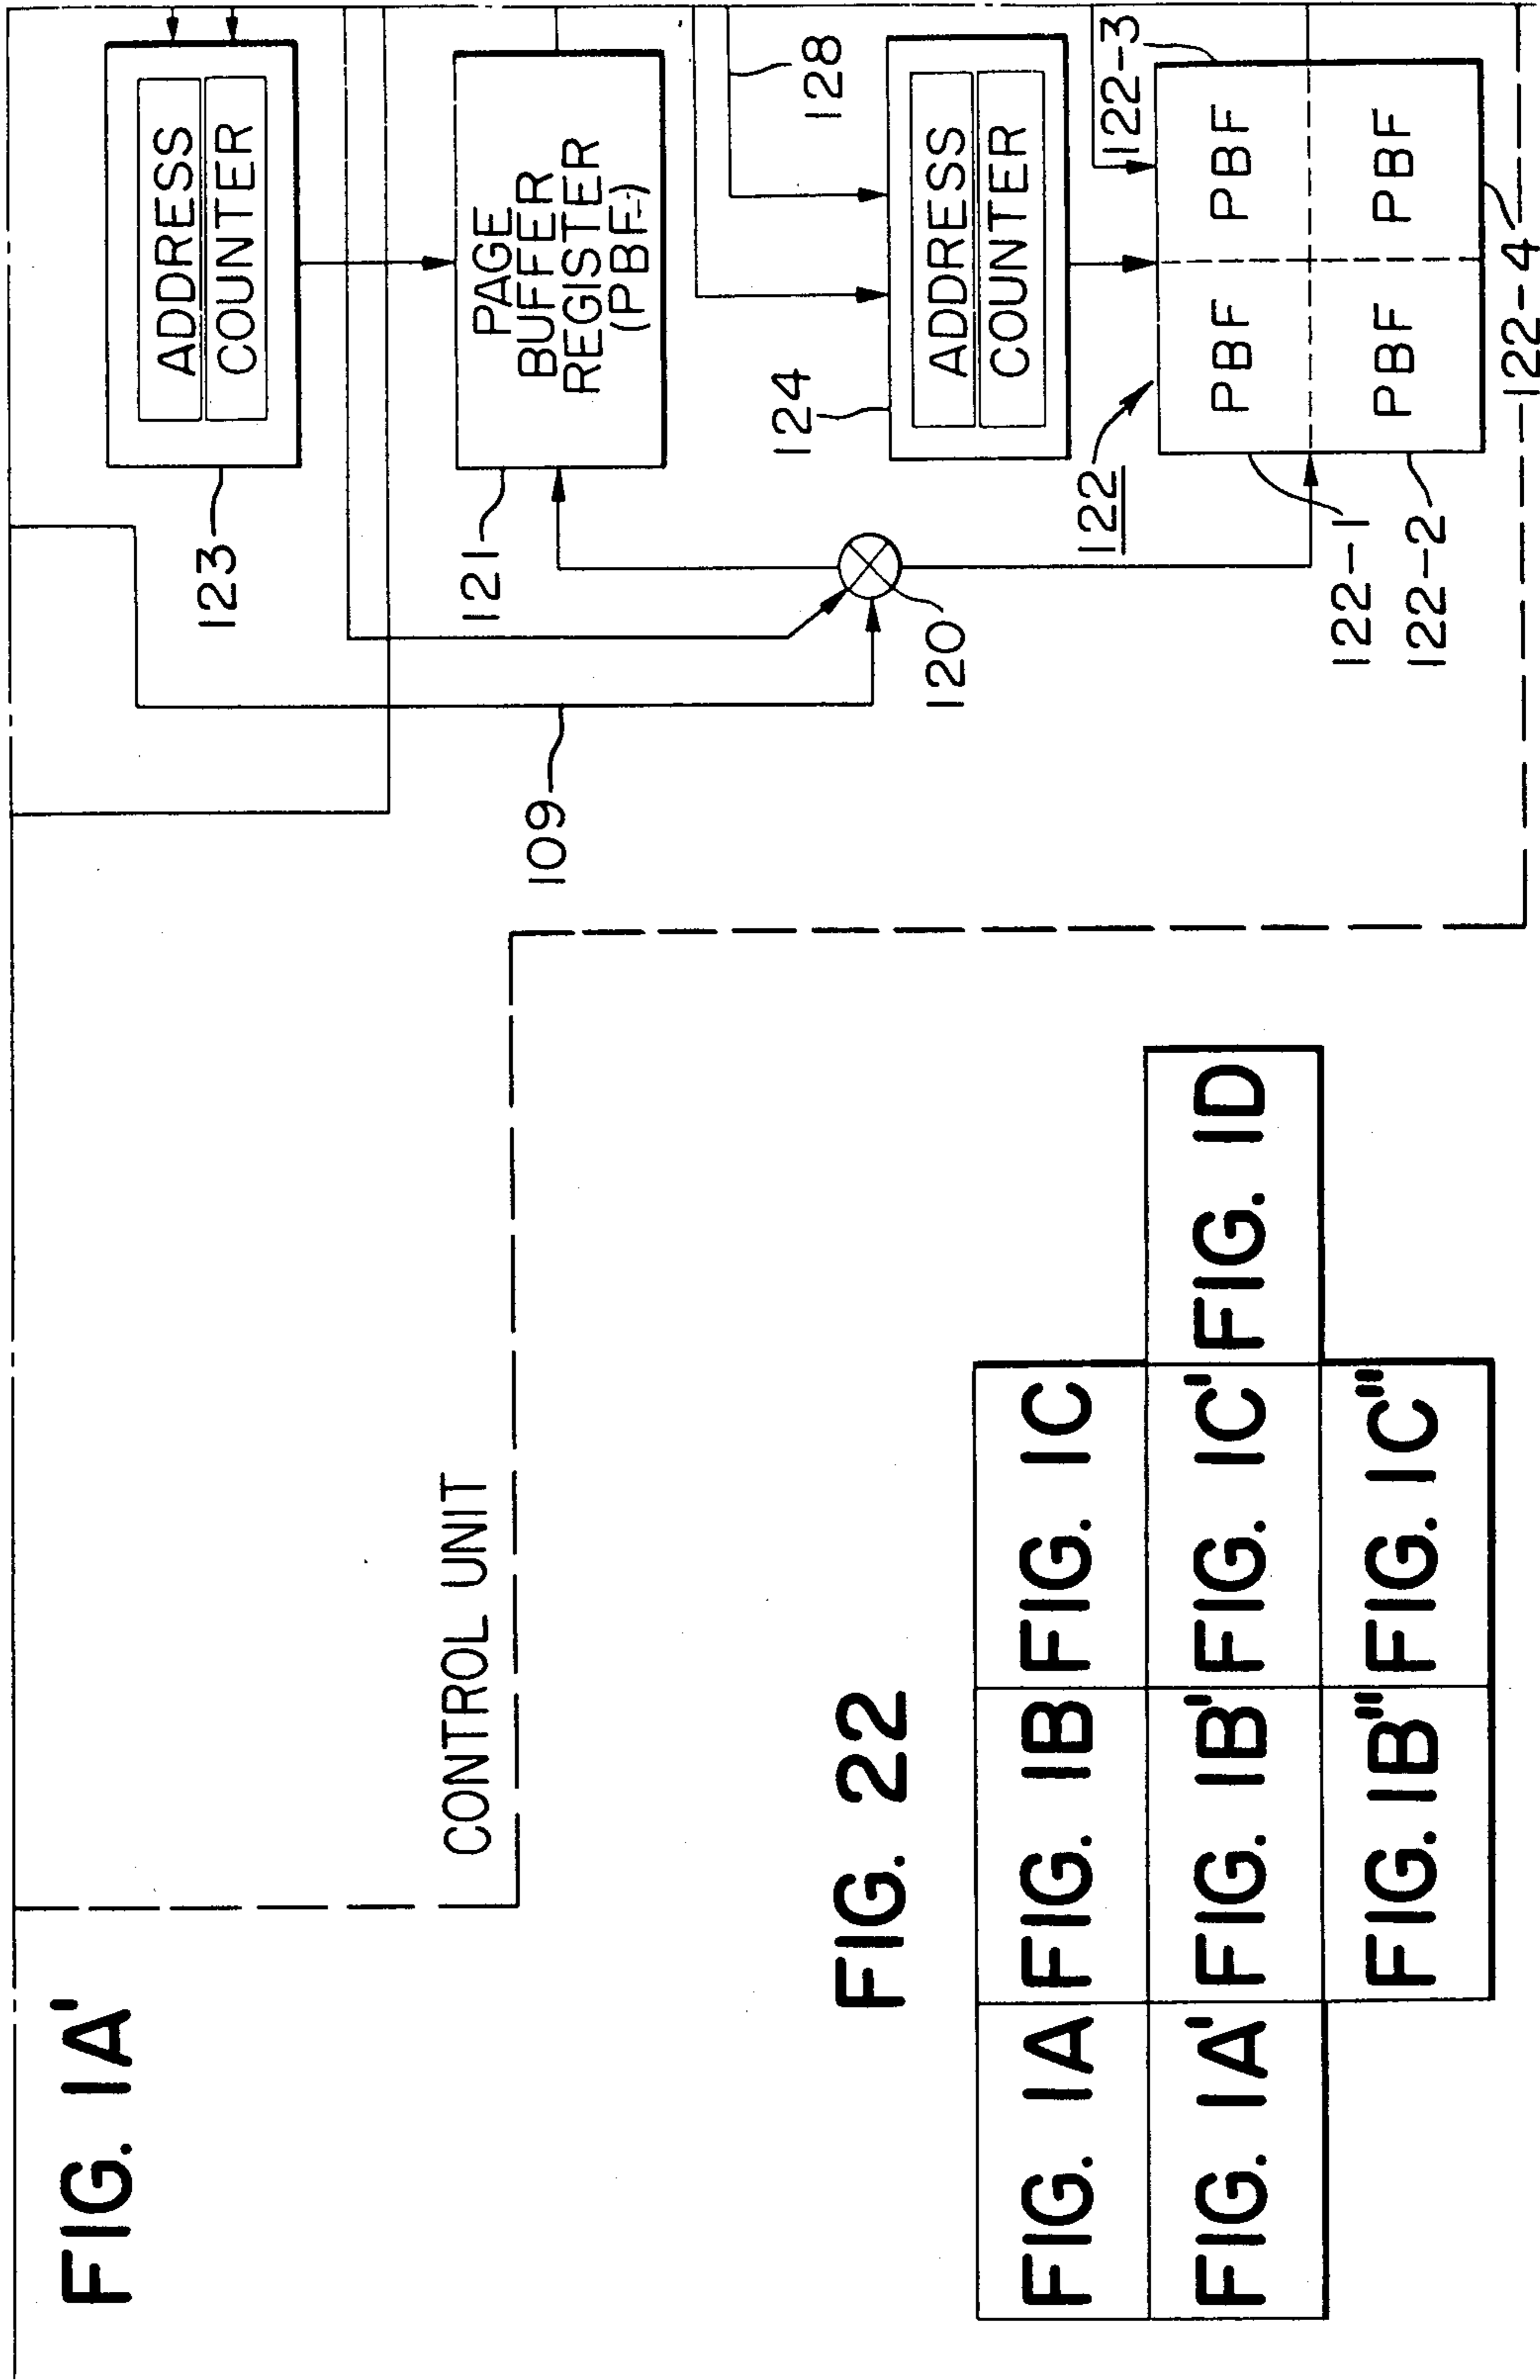 FIG. 1A'
CONTROL UNIT
ADDRESS
COUNTER
123
PAGE
BUFFER
REGISTER
(PBF)
121
109
120
128
ADDRESS
COUNTER
124
122
122-3
PBF
PBF
PBF
PBF
122-1
122-2
122-4
FIG. 22
FIG. 1A
FIG. 1B
FIG. 1C
FIG. 1A'
FIG. 1B'
FIG. 1C'
FIG. 1D
FIG. 1B"
FIG. 1C"